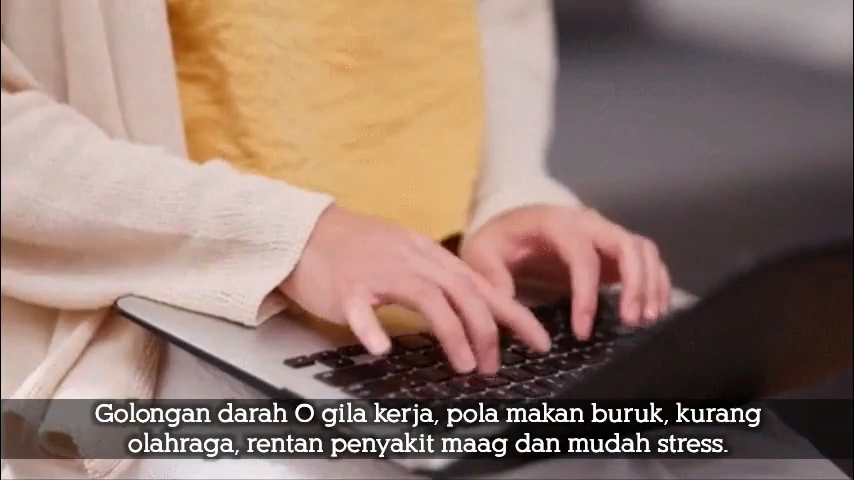 Golongan darah O gila kerja, pola makan buruk, kurang
olahraga, rentan penyakit maag dan mudah stress.